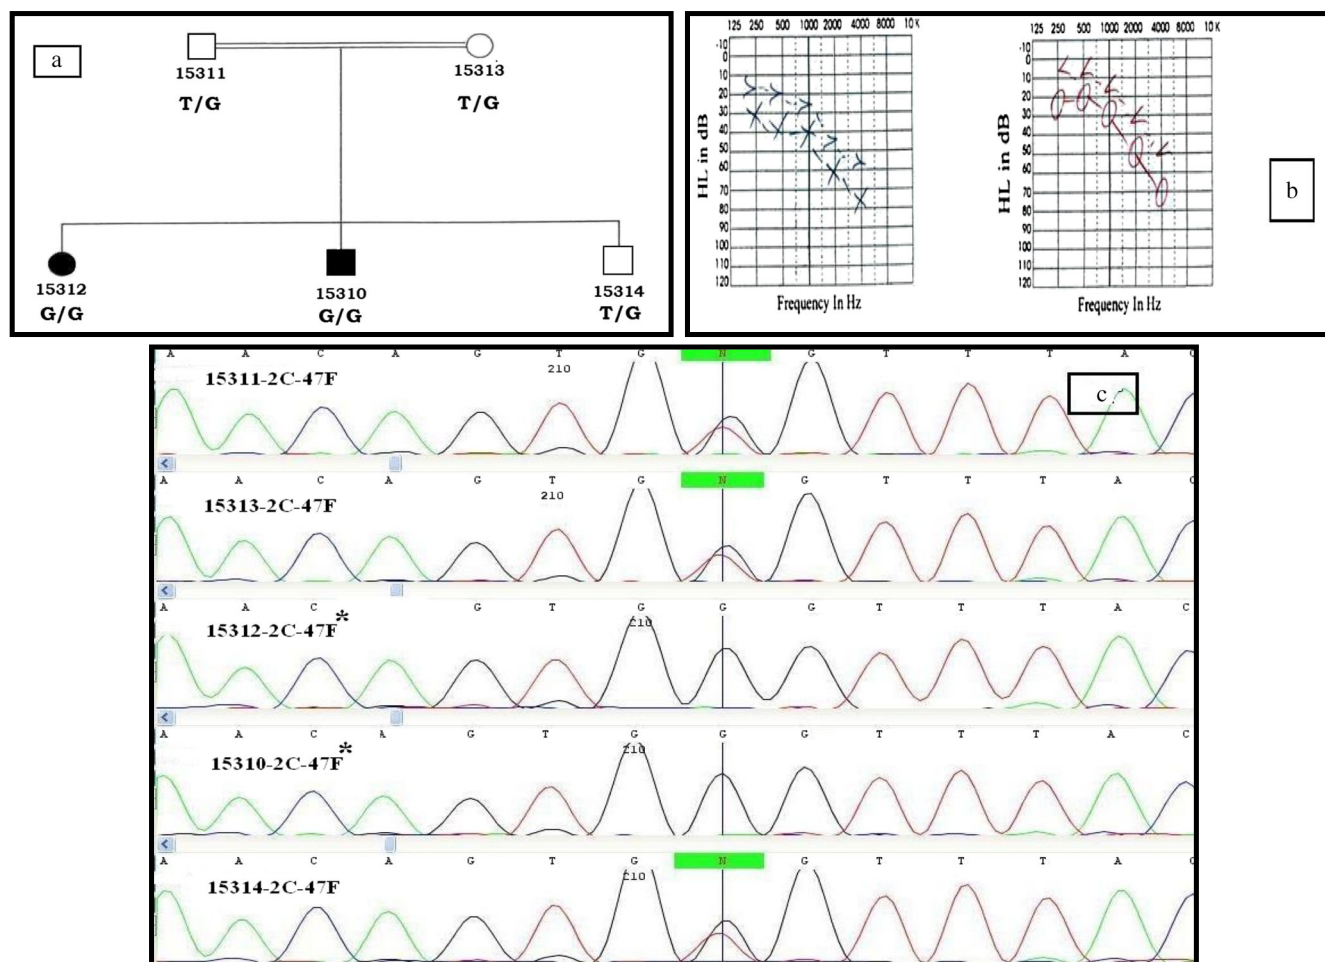 a
15311
T/G
15313
T/G
15312
G/G
15310
G/G
15314
T/G
125 250 500 1000 2000 4000 8000 10K
-10
0
10
20
30
40
50
60
70
80
90
100
110
120
HL in dB
Frequency In Hz
125 250 500 1000 2000 4000 6000 10K
-10
0
10
20
30
40
50
60
70
80
90
100
110
120
HL in dB
Frequency In Hz
b
A A C A G T G N G T T T A C
15311-2C-47F
210
c
A A C A G T G N G T T T A C
15313-2C-47F
210
A A C G T G G G T T T A C
15312-2C-47F*
210
A A C A G T G G G T T T A C
15310-2C-47F*
210
A A C A G T G N G T T T A C
15314-2C-47F
210